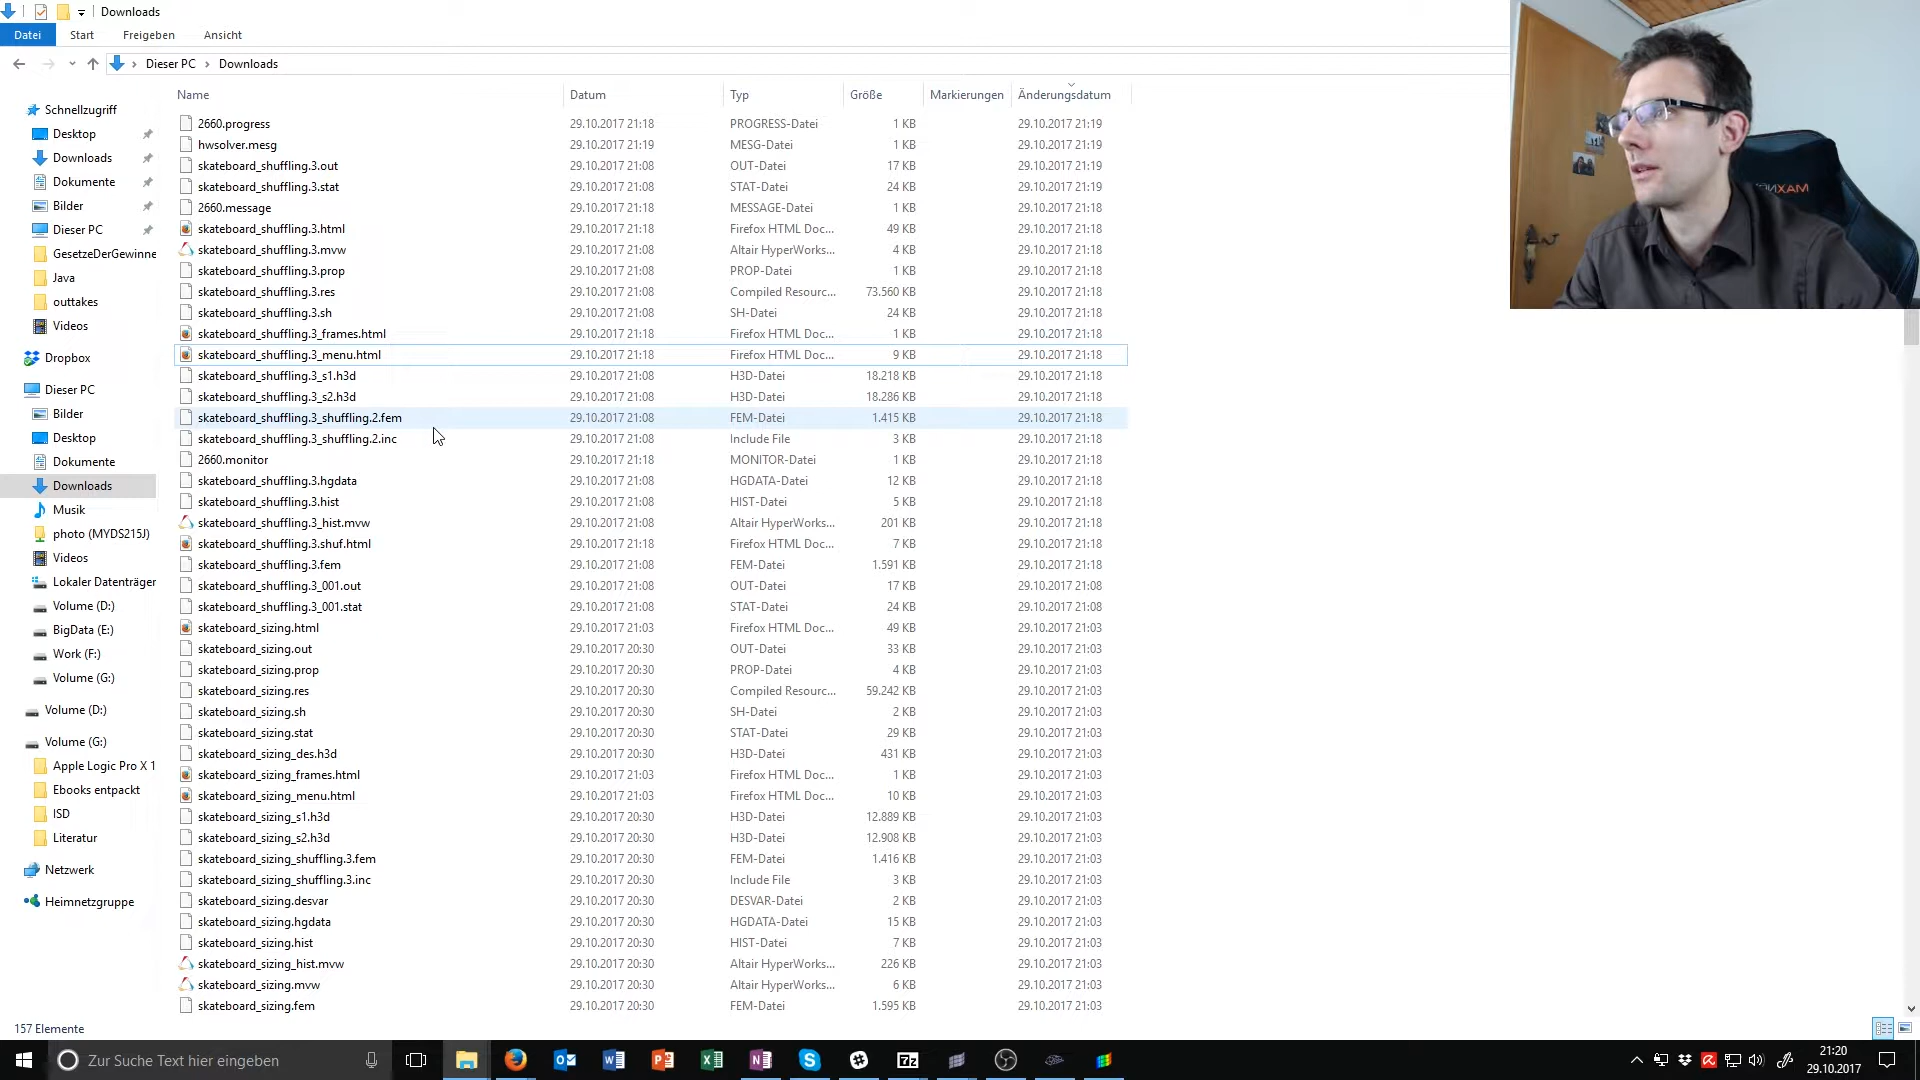 Downloads
Datei Start Freigeben Ansicht
Dieser PC Downloads
Name Datum Typ Größe Markierungen Änderungsdatum
Schnellzugriff
Desktop
Downloads
Dokumente
Bilder
Dieser PC
GesetzeDerGewinne
Java
outtakes
Videos
Dropbox
Dieser PC
Bilder
Desktop
Dokumente
Downloads
Musik
photo (MYDS215J)
Videos
Lokaler Datenträger
Volume (D:)
BigData (E:)
Work (F:)
Volume (G:)
Volume (D:)
Volume (G:)
Apple Logic Pro X 1
Ebooks entpackt
ISD
Literatur
Netzwerk
Heimnetzgruppe
2660.progress 29.10.2017 21:18 PROGRESS-Datei 1 KB 29.10.2017 21:19
hwsolver.mesg 29.10.2017 21:19 MESG-Datei 1 KB 29.10.2017 21:19
skateboard_shuffling.3.out 29.10.2017 21:08 OUT-Datei 17 KB 29.10.2017 21:19
skateboard_shuffling.3.stat 29.10.2017 21:08 STAT-Datei 24 KB 29.10.2017 21:19
2660.message 29.10.2017 21:18 MESSAGE-Datei 1 KB 29.10.2017 21:18
skateboard_shuffling.3.html 29.10.2017 21:18 Firefox HTML Doc... 49 KB 29.10.2017 21:18
skateboard_shuffling.3.mvw 29.10.2017 21:08 Altair HyperWorks... 4 KB 29.10.2017 21:18
skateboard_shuffling.3.prop 29.10.2017 21:08 PROP-Datei 1 KB 29.10.2017 21:18
skateboard_shuffling.3.res 29.10.2017 21:08 Compiled Resourc... 73.560 KB 29.10.2017 21:18
skateboard_shuffling.3.sh 29.10.2017 21:08 SH-Datei 24 KB 29.10.2017 21:18
skateboard_shuffling.3_frames.html 29.10.2017 21:18 Firefox HTML Doc... 1 KB 29.10.2017 21:18
skateboard_shuffling.3_menu.html 29.10.2017 21:18 Firefox HTML Doc... 9 KB 29.10.2017 21:18
skateboard_shuffling.3_s1.h3d 29.10.2017 21:08 H3D-Datei 18.218 KB 29.10.2017 21:18
skateboard_shuffling.3_s2.h3d 29.10.2017 21:08 H3D-Datei 18.286 KB 29.10.2017 21:18
skateboard_shuffling.3_shuffling.2.fem 29.10.2017 21:08 FEM-Datei 1.415 KB 29.10.2017 21:18
skateboard_shuffling.3_shuffling.2.inc 29.10.2017 21:08 Include File 3 KB 29.10.2017 21:18
2660.monitor 29.10.2017 21:18 MONITOR-Datei 1 KB 29.10.2017 21:18
skateboard_shuffling.3.hgdata 29.10.2017 21:08 HGDATA-Datei 12 KB 29.10.2017 21:18
skateboard_shuffling.3.hist 29.10.2017 21:08 HIST-Datei 5 KB 29.10.2017 21:18
skateboard_shuffling.3_hist.mvw 29.10.2017 21:08 Altair HyperWorks... 201 KB 29.10.2017 21:18
skateboard_shuffling.3.shuf.html 29.10.2017 21:18 Firefox HTML Doc... 7 KB 29.10.2017 21:18
skateboard_shuffling.3.fem 29.10.2017 21:08 FEM-Datei 1.591 KB 29.10.2017 21:18
skateboard_shuffling.3_001.out 29.10.2017 21:08 OUT-Datei 17 KB 29.10.2017 21:08
skateboard_shuffling.3_001.stat 29.10.2017 21:08 STAT-Datei 24 KB 29.10.2017 21:08
skateboard_sizing.html 29.10.2017 21:03 Firefox HTML Doc... 49 KB 29.10.2017 21:03
skateboard_sizing.out 29.10.2017 20:30 OUT-Datei 33 KB 29.10.2017 21:03
skateboard_sizing.prop 29.10.2017 20:30 PROP-Datei 4 KB 29.10.2017 21:03
skateboard_sizing.res 29.10.2017 20:30 Compiled Resourc... 59.242 KB 29.10.2017 21:03
skateboard_sizing.sh 29.10.2017 20:30 SH-Datei 2 KB 29.10.2017 21:03
skateboard_sizing.stat 29.10.2017 20:30 STAT-Datei 29 KB 29.10.2017 21:03
skateboard_sizing_des.h3d 29.10.2017 20:30 H3D-Datei 431 KB 29.10.2017 21:03
skateboard_sizing_frames.html 29.10.2017 21:03 Firefox HTML Doc... 1 KB 29.10.2017 21:03
skateboard_sizing_menu.html 29.10.2017 21:03 Firefox HTML Doc... 10 KB 29.10.2017 21:03
skateboard_sizing_s1.h3d 29.10.2017 20:30 H3D-Datei 12.889 KB 29.10.2017 21:03
skateboard_sizing_s2.h3d 29.10.2017 20:30 H3D-Datei 12.908 KB 29.10.2017 21:03
skateboard_sizing_shuffling.3.fem 29.10.2017 20:30 FEM-Datei 1.416 KB 29.10.2017 21:03
skateboard_sizing_shuffling.3.inc 29.10.2017 20:30 Include File 3 KB 29.10.2017 21:03
skateboard_sizing.desvar 29.10.2017 20:30 DESVAR-Datei 2 KB 29.10.2017 21:03
skateboard_sizing.hgdata 29.10.2017 20:30 HGDATA-Datei 15 KB 29.10.2017 21:03
skateboard_sizing.hist 29.10.2017 20:30 HIST-Datei 7 KB 29.10.2017 21:03
skateboard_sizing_hist.mvw 29.10.2017 20:30 Altair HyperWorks... 226 KB 29.10.2017 21:03
skateboard_sizing.mvw 29.10.2017 20:30 Altair HyperWorks... 6 KB 29.10.2017 21:03
skateboard_sizing.fem 29.10.2017 20:30 FEM-Datei 1.595 KB 29.10.2017 21:03
157 Elemente
Zur Suche Text hier eingeben
21:20
29.10.2017